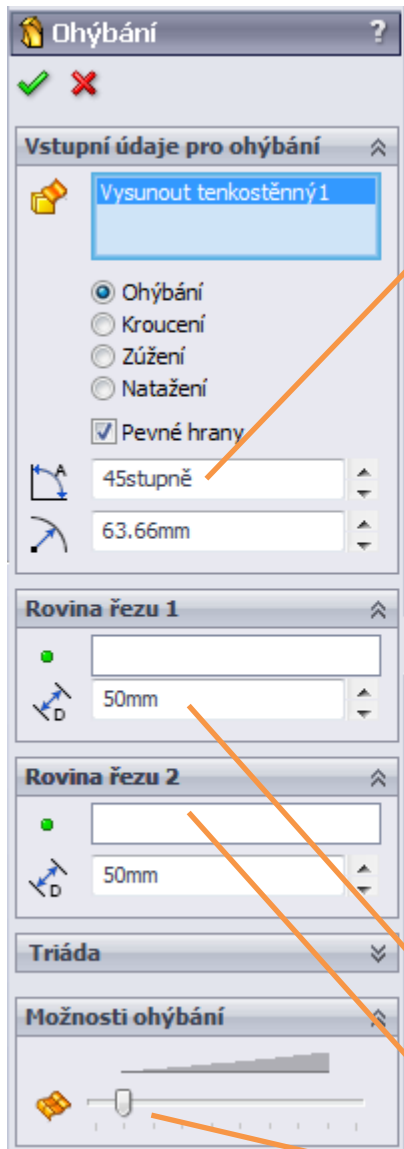 Ohýbání ?
Vstupní údaje pro ohýbání
Vysunout tenkostěnný1
Ohýbání
Kroucení
Zúžení
Natažení
Pevné hrany
A
45stupně
63.66mm
Rovina řezu 1
D
50mm
Rovina řezu 2
D
50mm
Triáda
Možnosti ohýbání